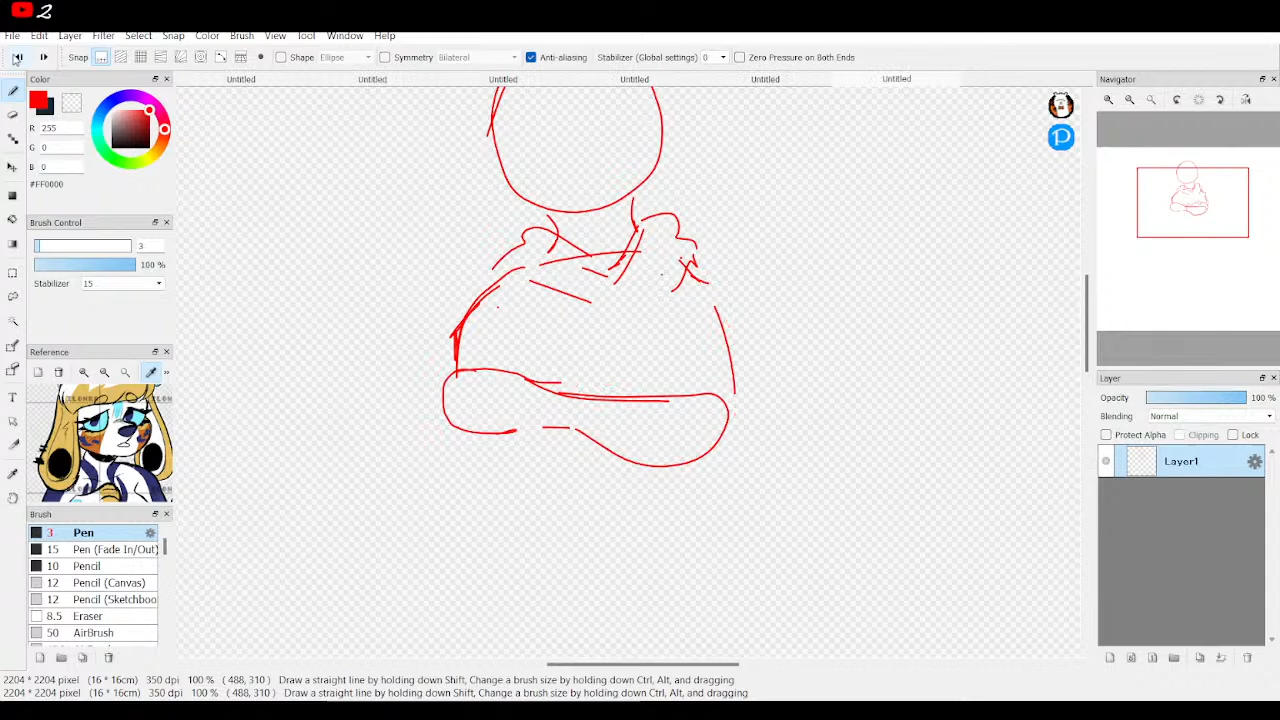 2
File Edit Layer Filter Select Snap Color Brush View Tool Window Help
Snap Shape Ellipse Symmetry Bilateral Anti-aliasing Stabilizer (Global settings) 0 Zero Pressure on Both Ends
Color Untitled Untitled Untitled Untitled Untitled Untitled Navigator
R 255
G 0
B 0
#FF0000
Brush Control
3
100 %
Stabilizer 15
Reference
Layer
Opacity 100 %
Blending Normal
Protect Alpha Clipping Lock
Layer1
Brush
3 Pen
15 Pen (Fade In/Out)
10 Pencil
12 Pencil (Canvas)
12 Pencil (Sketchboo
8.5 Eraser
50 AirBrush
2204 * 2204 pixel (16 * 16cm) 350 dpi 100 % ( 488, 310 ) Draw a straight line by holding down Shift, Change a brush size by holding down Ctrl, Alt, and dragging
2204 * 2204 pixel (16 * 16cm) 350 dpi 100 % ( 488, 310 ) Draw a straight line by holding down Shift, Change a brush size by holding down Ctrl, Alt, and dragging